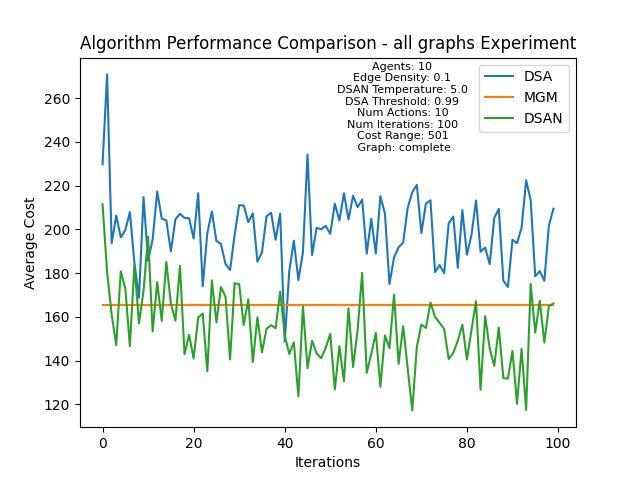 Algorithm Performance Comparison - all graphs Experiment
Agents: 10
Edge Density: 0.1
DSAN Temperature: 5.0
DSA Threshold: 0.99
Num Actions: 10
Num Iterations: 100
Cost Range: 501
Graph: complete
DSA
MGM
DSAN
Average Cost
260
240
220
200
180
160
140
120
0 20 40 60 80 100
Iterations